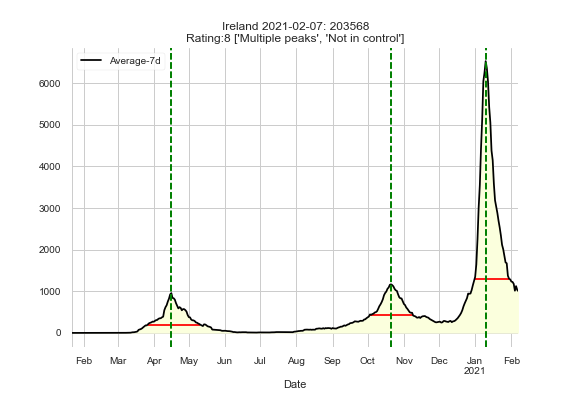 Ireland 2021-02-07: 203568
Rating:8 ['Multiple peaks', 'Not in control']
Average-7d
6000
5000
4000
3000
2000
1000
0
Feb Mar Apr May Jun Jul Aug Sep Oct Nov Dec Jan Feb
2021
Date